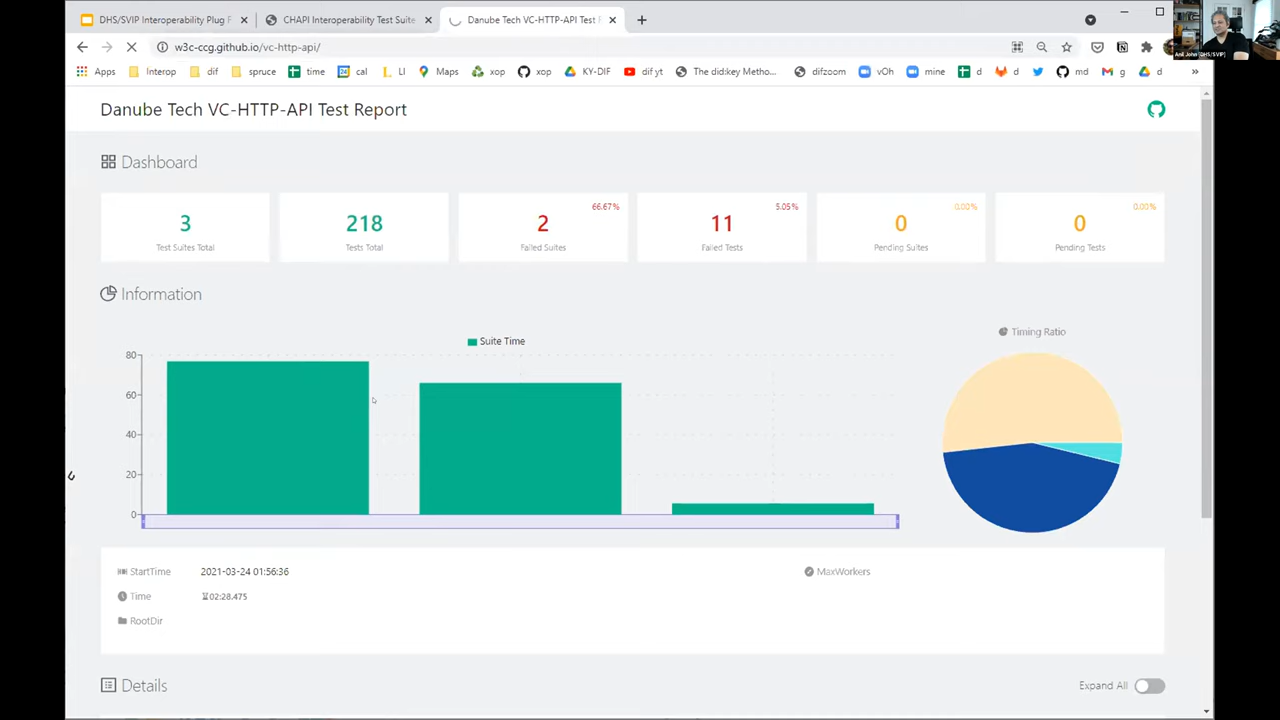 DHS/SVIP Interoperability Plug F
CHAPI Interoperability Test Suite
Danube Tech VC-HTTP-API Test F
w3c-ccg.github.io/vc-http-api/
Apps Interop dif spruce time cal LI Maps xop xop KY-DIF dif yt The did:key Metho... difzoom vOh mine d d md g d »
Anil John (DHS/SVIP)
Danube Tech VC-HTTP-API Test Report
Dashboard
3
Test Suites Total
218
Tests Total
66.67%
2
Failed Suites
5.05%
11
Failed Tests
0.00%
0
Pending Suites
0.00%
0
Pending Tests
Information
Suite Time
Timing Ratio
80
60
40
20
0
StartTime 2021-03-24 01:56:36
MaxWorkers
Time 02:28.475
RootDir
Details
Expand All